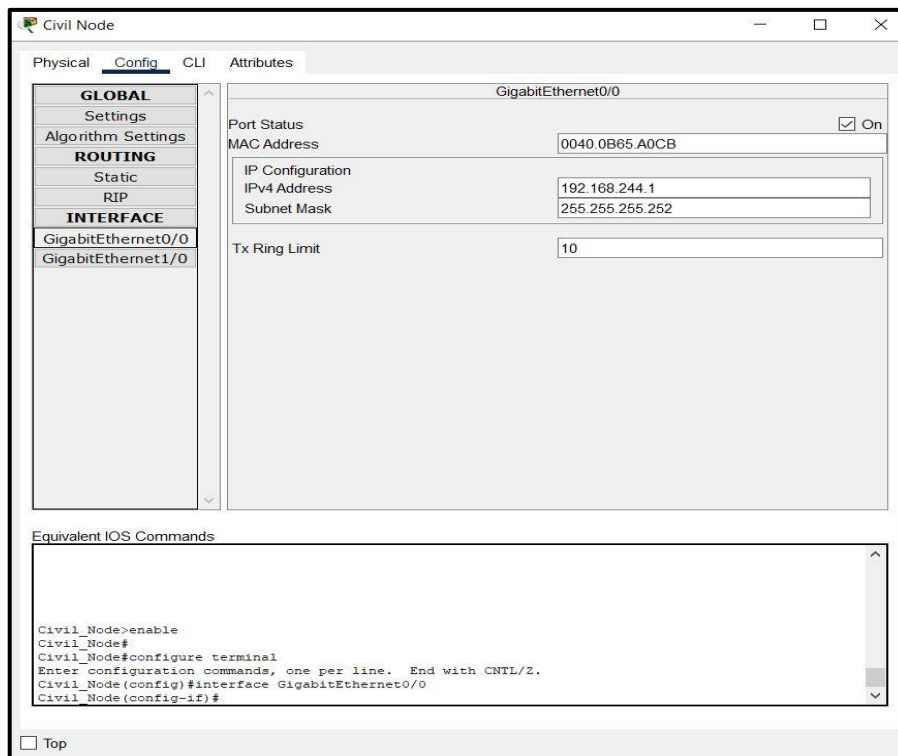 Civil Node
Physical Config CLI Attributes
GLOBAL
Settings
Algorithm Settings
ROUTING
Static
RIP
INTERFACE
GigabitEthernet0/0
GigabitEthernet1/0
GigabitEthernet0/0
Port Status On
MAC Address 0040.0B65.A0CB
IP Configuration
IPv4 Address 192.168.244.1
Subnet Mask 255.255.255.252
Tx Ring Limit 10
Equivalent IOS Commands
Civil_Node>enable
Civil_Node#
Civil_Node#configure terminal
Enter configuration commands, one per line. End with CNTL/Z.
Civil_Node(config)#interface GigabitEthernet0/0
Civil_Node(config-if)#
Top